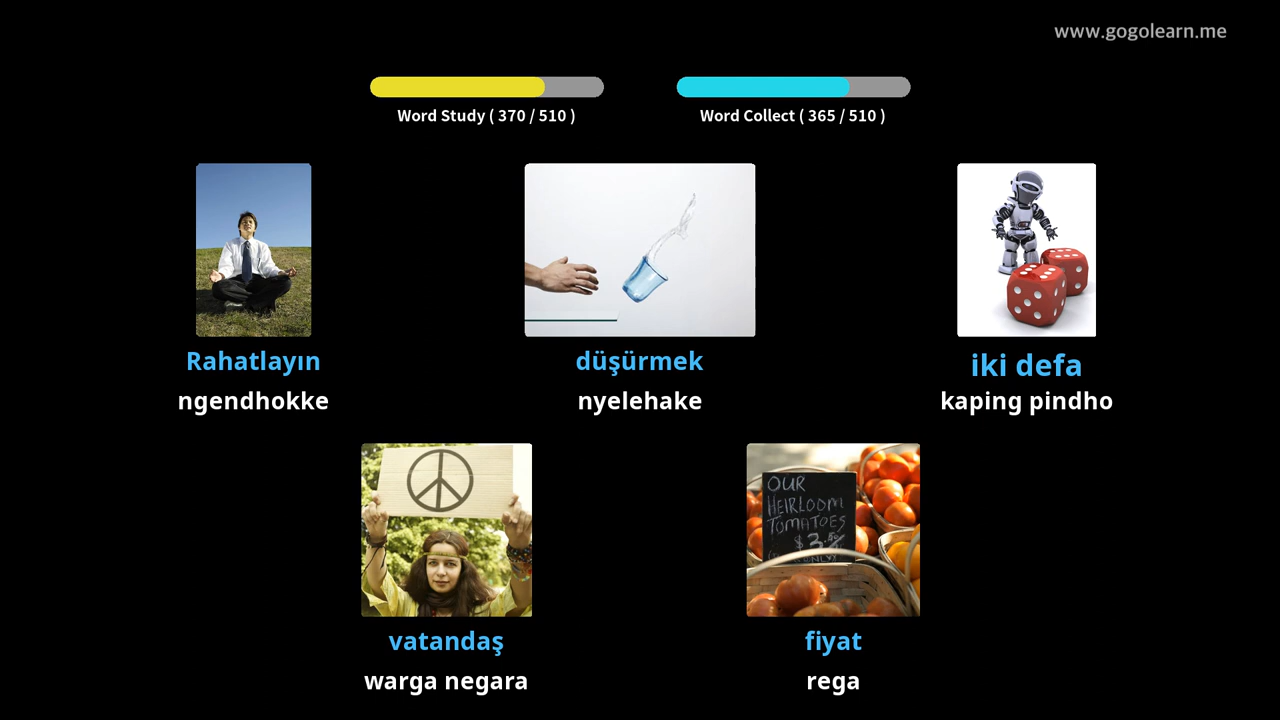 www.gogolearn.me
Word Study ( 370 / 510 )
Word Collect ( 365 / 510 )
Rahatlayın
ngendhokke
düşürmek
nyelehake
iki defa
kaping pindho
OUR
HEIRLOOM
TOMATOES
vatandaş
warga negara
fiyat
rega